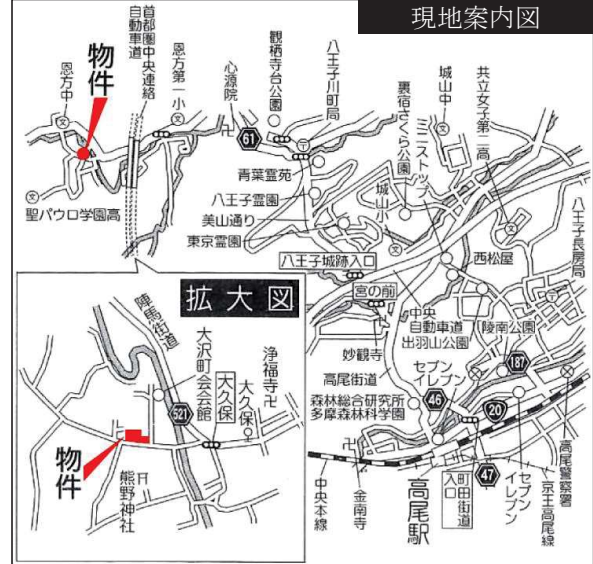 現地案内図
首都圏中央連絡
自動車道
物件
恩方中
恩方第一小
心源院
観栖寺台公園
八王子川町局
裏宿さくら公園
ミニストップ
城山中
共立女子第二高
61
青葉霊苑
八王子霊園
美山通り
東京霊園
城山小
聖パウロ学園高
八王子城跡入口
宮の前
西松屋
八王子長房局
中央
自動車道
出羽山公園
陵南公園
妙観寺
高尾街道
セブン
イレブン
187
森林総合研究所
多摩森林科学園
46
20
拡大図
陣馬街道
大沢町会会館
521
大久保
大久保
浄福寺
物件
熊野神社
中央本線
金南寺
高尾駅
町田街道
入口
47
セブン
イレブン
京王高尾線
高尾警察署
文
文
文
文
文
文